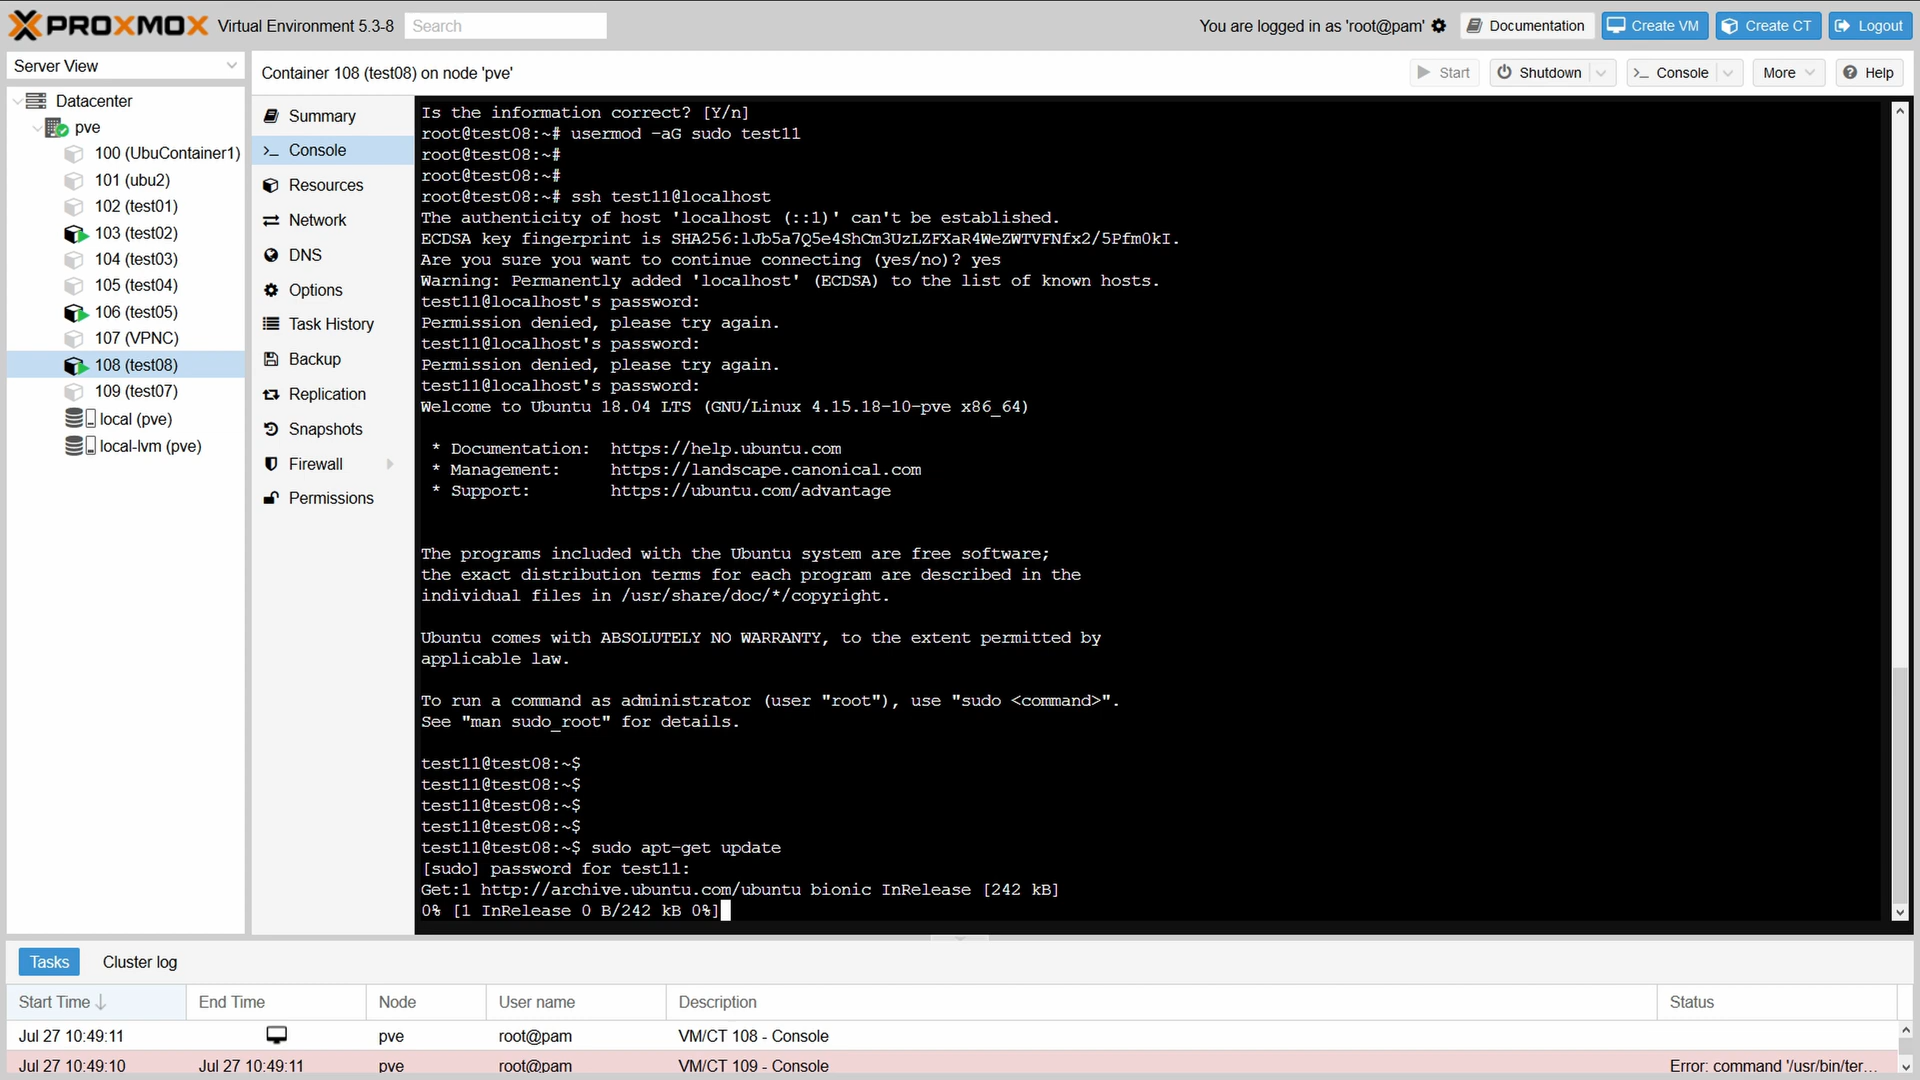 PROXMOX Virtual Environment 5.3-8 Search You are logged in as 'root@pam' Documentation Create VM Create CT Logout
Server View
Container 108 (test08) on node 'pve' Start Shutdown Console More Help
Datacenter
pve
100 (UbuContainer1)
101 (ubu2)
102 (test01)
103 (test02)
104 (test03)
105 (test04)
106 (test05)
107 (VPNC)
108 (test08)
109 (test07)
local (pve)
local-lvm (pve)
Summary
Console
Resources
Network
DNS
Options
Task History
Backup
Replication
Snapshots
Firewall
Permissions
Is the information correct? [Y/n]
root@test08:~# usermod -aG sudo test11
root@test08:~#
root@test08:~#
root@test08:~# ssh test11@localhost
The authenticity of host 'localhost (::1)' can't be established.
ECDSA key fingerprint is SHA256:lJb5a7Q5e4ShCm3UzLZFXaR4WeZWTVFNfx2/5Pfm0kI.
Are you sure you want to continue connecting (yes/no)? yes
Warning: Permanently added 'localhost' (ECDSA) to the list of known hosts.
test11@localhost's password:
Permission denied, please try again.
test11@localhost's password:
Permission denied, please try again.
test11@localhost's password:
Welcome to Ubuntu 18.04 LTS (GNU/Linux 4.15.18-10-pve x86_64)
* Documentation: https://help.ubuntu.com
* Management: https://landscape.canonical.com
* Support: https://ubuntu.com/advantage
The programs included with the Ubuntu system are free software;
the exact distribution terms for each program are described in the
individual files in /usr/share/doc/*/copyright.
Ubuntu comes with ABSOLUTELY NO WARRANTY, to the extent permitted by
applicable law.
To run a command as administrator (user "root"), use "sudo <command>".
See "man sudo_root" for details.
test11@test08:~$
test11@test08:~$
test11@test08:~$
test11@test08:~$
test11@test08:~$ sudo apt-get update
[sudo] password for test11:
Get:1 http://archive.ubuntu.com/ubuntu bionic InRelease [242 kB]
0% [1 InRelease 0 B/242 kB 0%]
Tasks Cluster log
Start Time End Time Node User name Description Status
Jul 27 10:49:11 pve root@pam VM/CT 108 - Console
Jul 27 10:49:10 Jul 27 10:49:11 pve root@pam VM/CT 109 - Console Error: command '/usr/bin/ter...